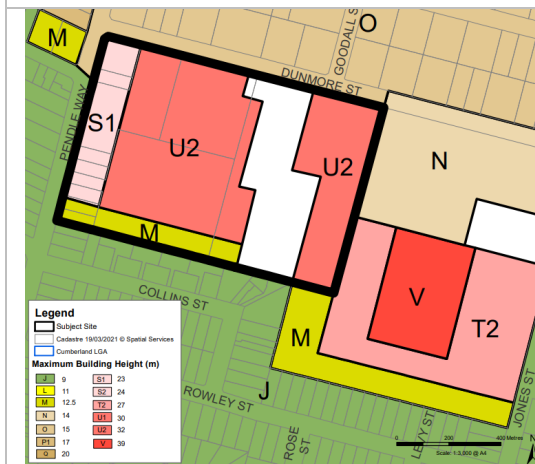 O
GOODALL S
M
DUNMORE ST
PENDLE WAY
S1
U2
U2
N
M
V
T2
COLLINS ST
M
J
ROWLEY ST
ROSE ST
LEVY ST
JONES ST
Legend
Subject Site
Cadastre 19/03/2021 © Spatial Services
Cumberland LGA
Maximum Building Height (m)
J 9 S1 23
L 11 S2 24
M 12.5 T2 27
N 14 U1 30
O 15 U2 32
P1 17 V 39
Q 20
0 200 400 Metres
Scale: 1:3,800 @ A4
N